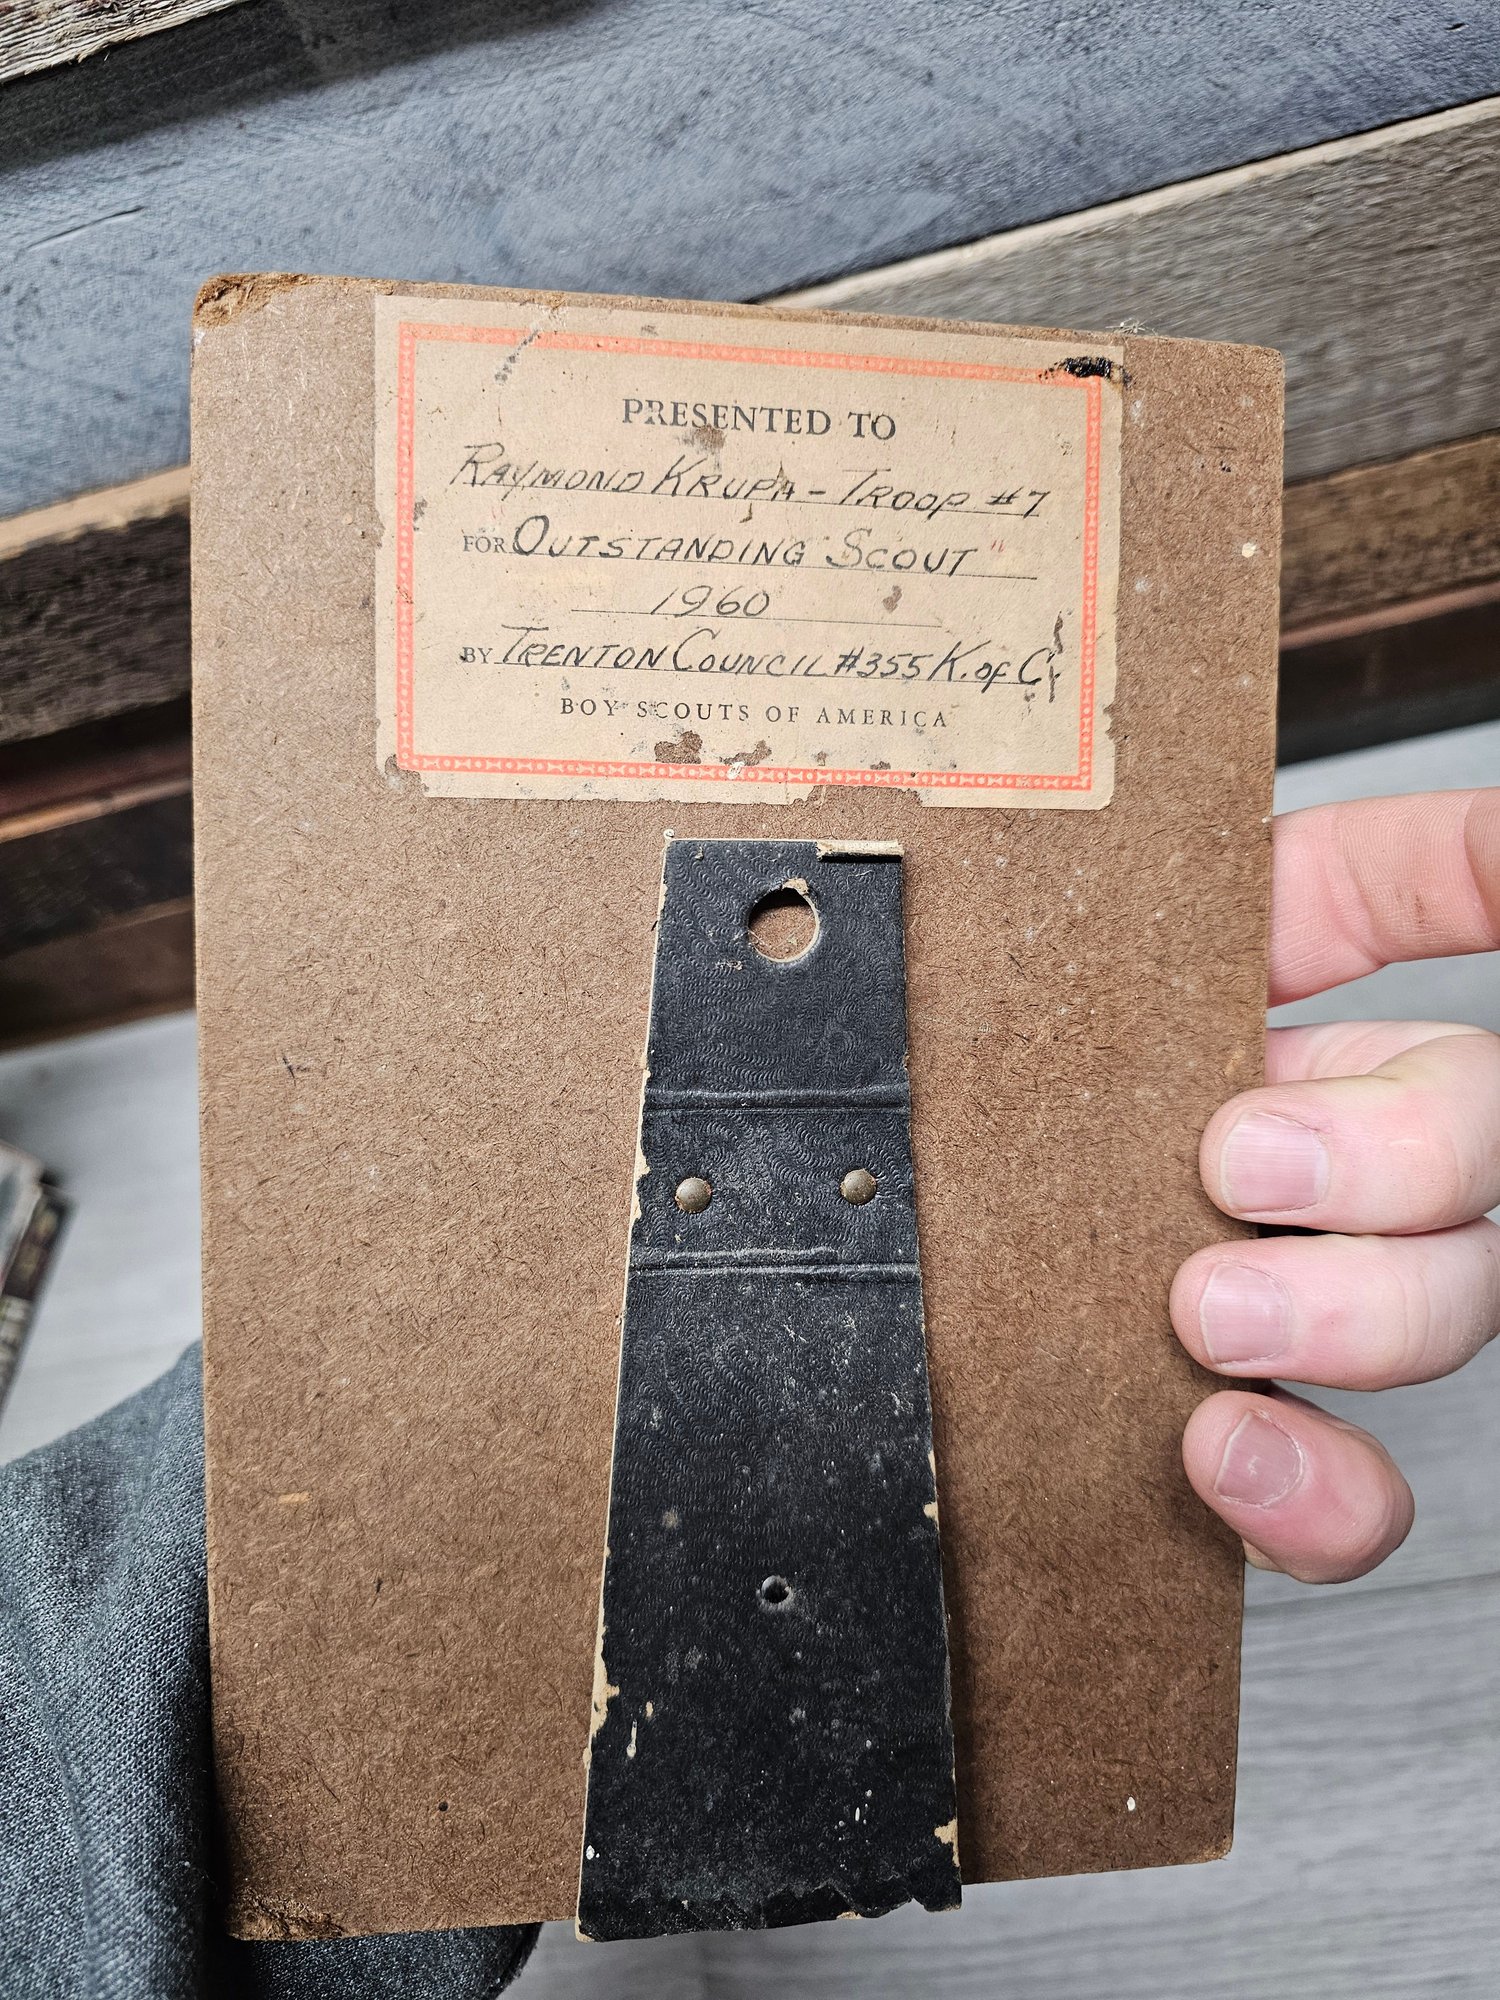 PRESENTED TO
RAYMOND KRUPA - TROOP #7
FOR OUTSTANDING SCOUT"
1960
BY TRENTON COUNCIL #355 K. of C.
BOY SCOUTS OF AMERICA